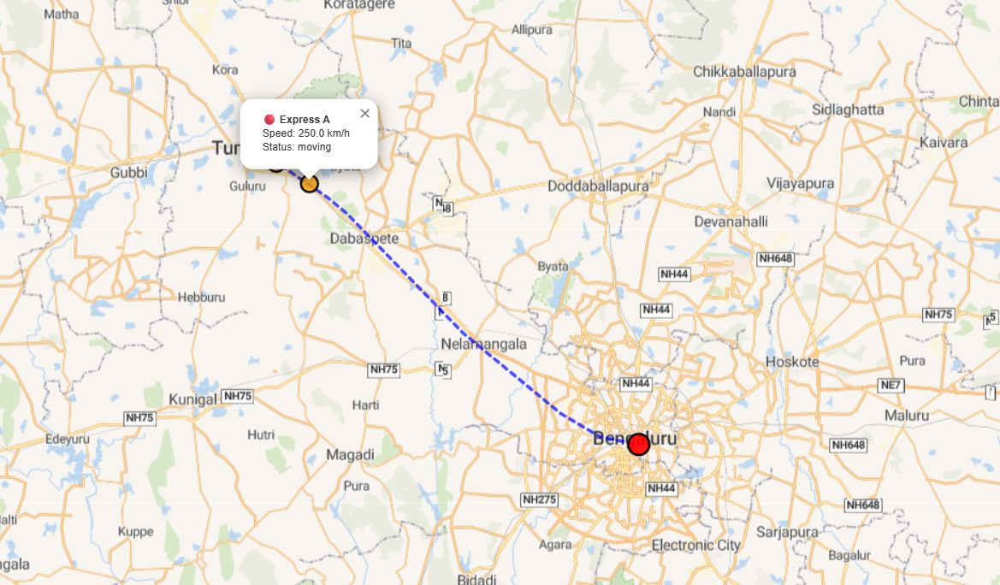 Koratagere
Matha
Allipura
Tita
Kora
Chikkaballapura
Chinta
Nandi
Sidlaghatta
× Express A
Speed: 250.0 km/h
Status: moving
Kaivara
Gubbi
Guluru
Doddaballapura
Vijayapura
Dabaspete
Devanahalli
NH648
Byata
NH44
Hebburu
NH44
NH75
Nelamangala
Pura
Hoskote
NH75
NH44
NE7
Kunigal
NH75
Harti
NH75
Maluru
Hutri
Edeyuru
Magadi
Bengaluru
NH648
Pura
NH44
NH275
NH648
Kuppe
Agara
Electronic City
Sarjapura
Bagalur
Bidadi